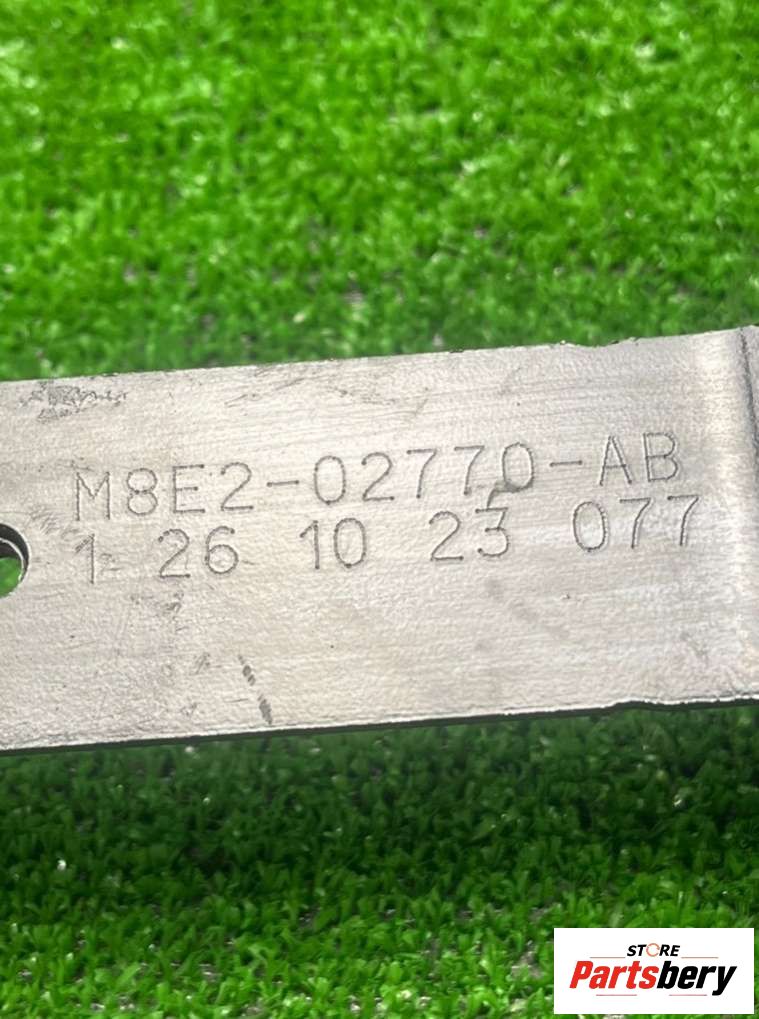 M8E2-02770-AB
1 26 10 23 077
STORE
Partsbery